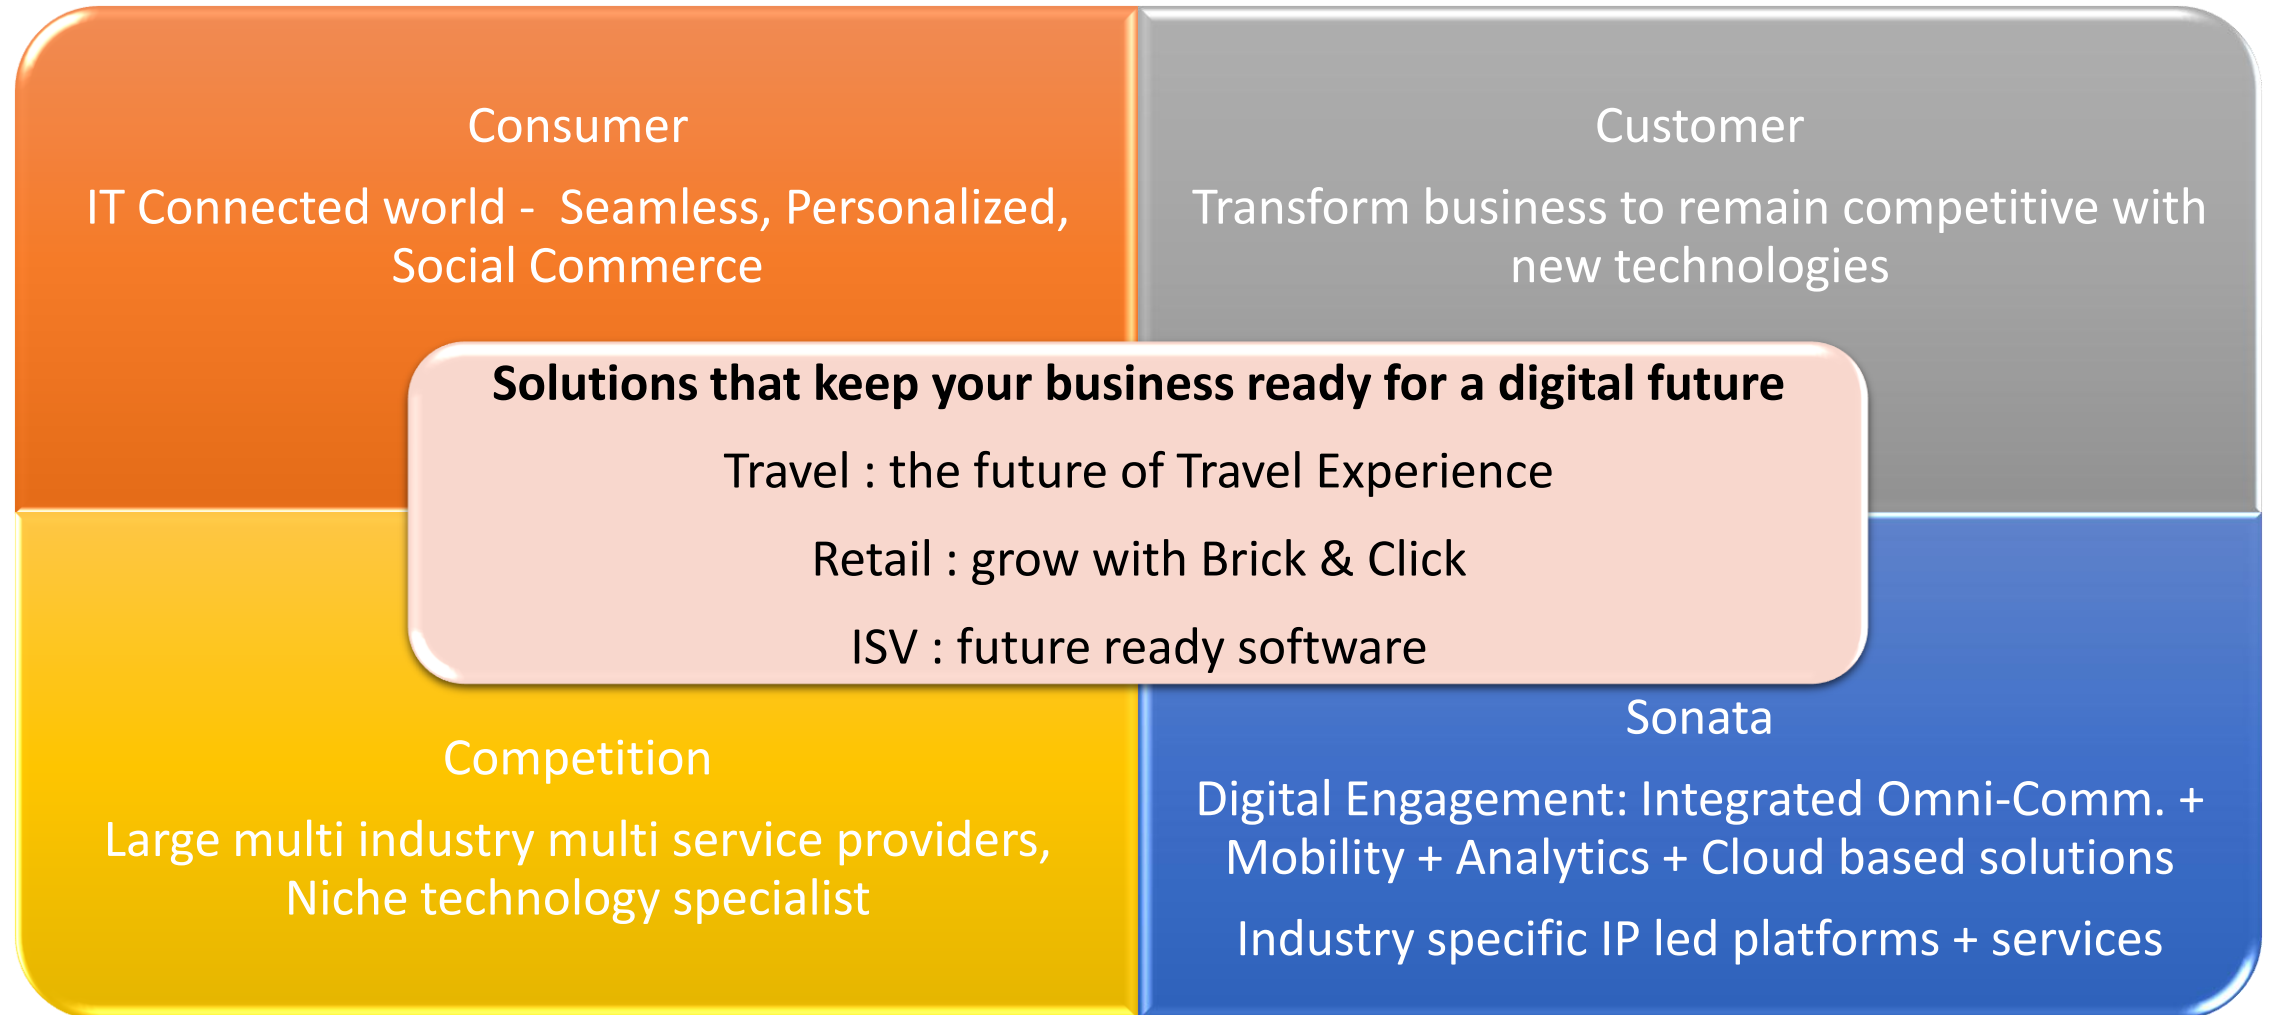 Consumer
IT Connected world -  Seamless, Personalized,
Social Commerce
Customer
Transform business to remain competitive with
new technologies
Solutions that keep your business ready for a digital future
Travel : the future of Travel Experience
Retail : grow with Brick & Click
ISV : future ready software
Competition
Large multi industry multi service providers,
Niche technology specialist
Sonata
Digital Engagement: Integrated Omni-Comm. +
Mobility + Analytics + Cloud based solutions
Industry specific IP led platforms + services